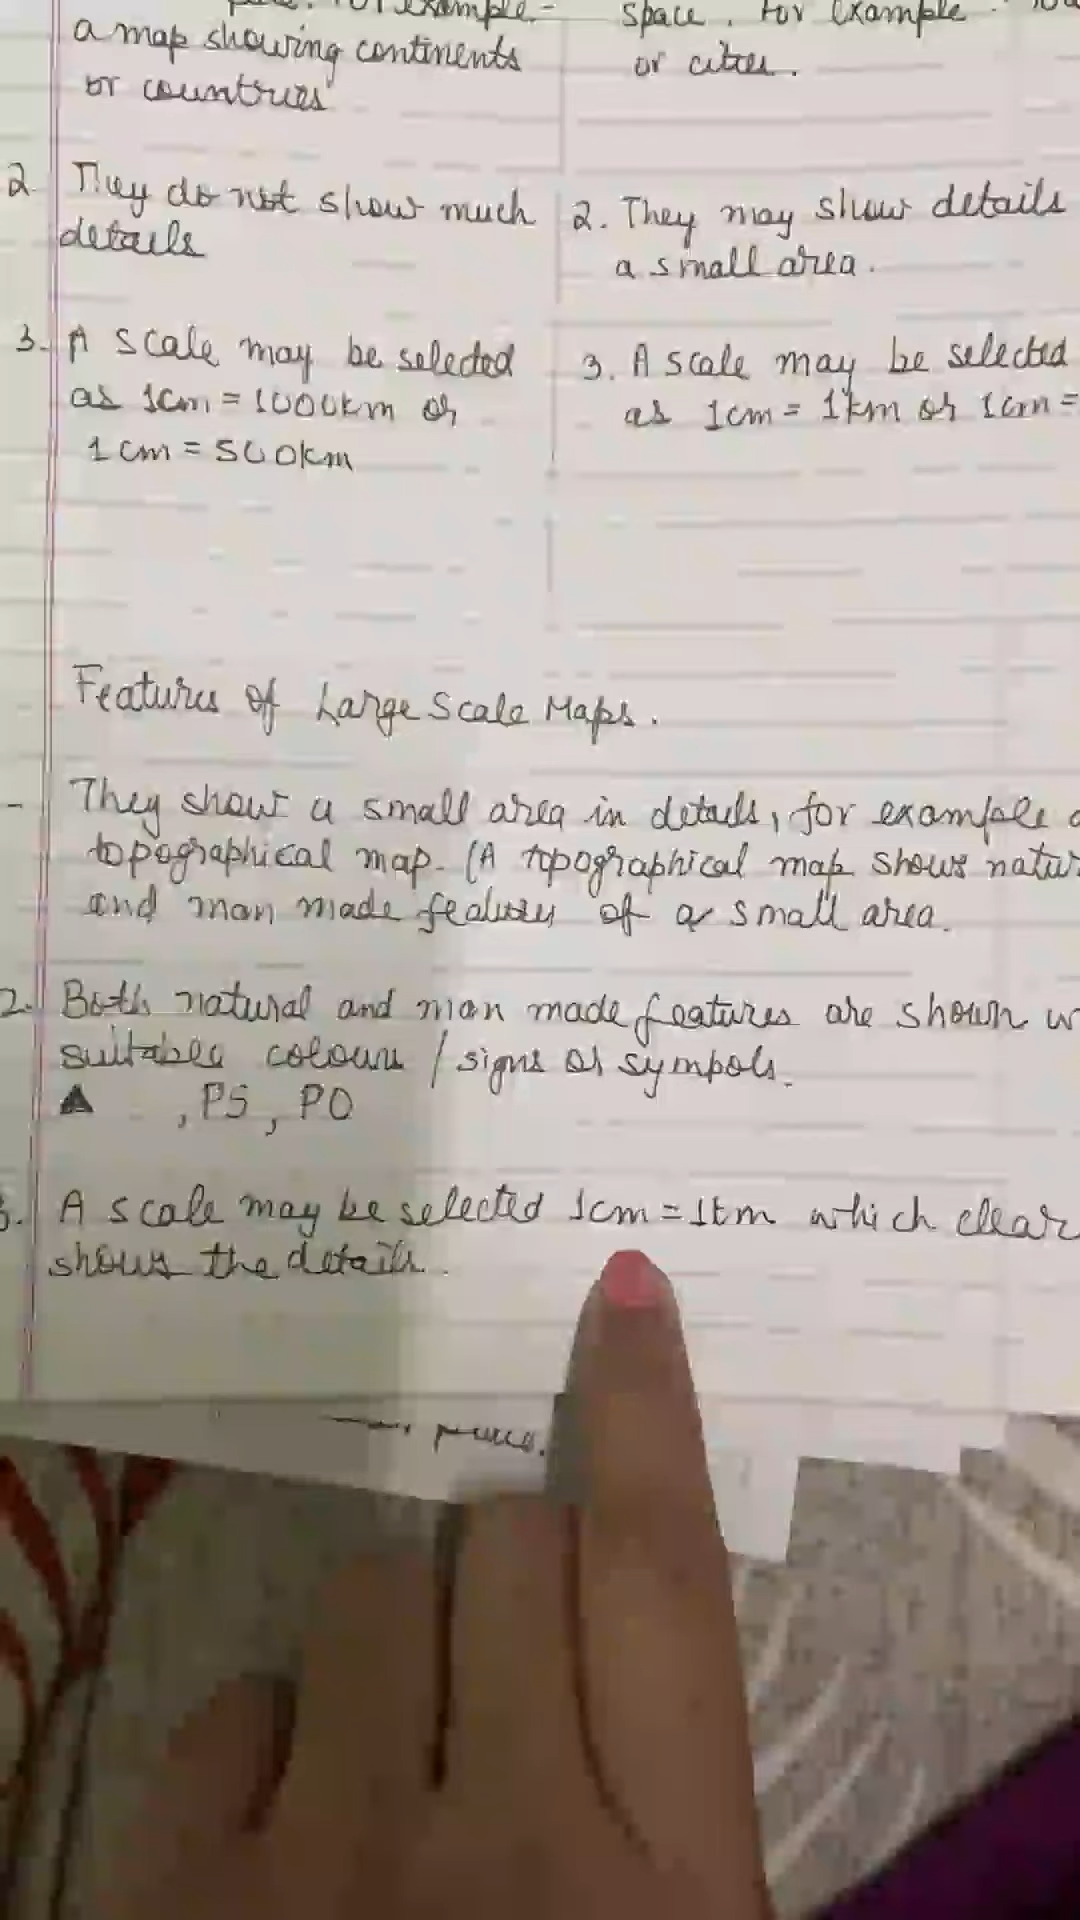 example-
a map showing continents
or countries
space. For example
or cities.
2. They do not show much
details
2. They may show details
a small area.
3. A scale may be selected
as 1cm = 1000km or
1cm = 500km
3. A scale may be selected
as 1cm = 1km or 1cm =
Features of Large Scale Maps.
- They show a small area in details, for example a
topographical map. (A topographical map shows natur
and man made features of a small area.
2. Both natural and man made features are shown w
suitable colours / signs or symbols.
, PS, PO
3. A scale may be selected 1cm = 1km which clear
shows the details.